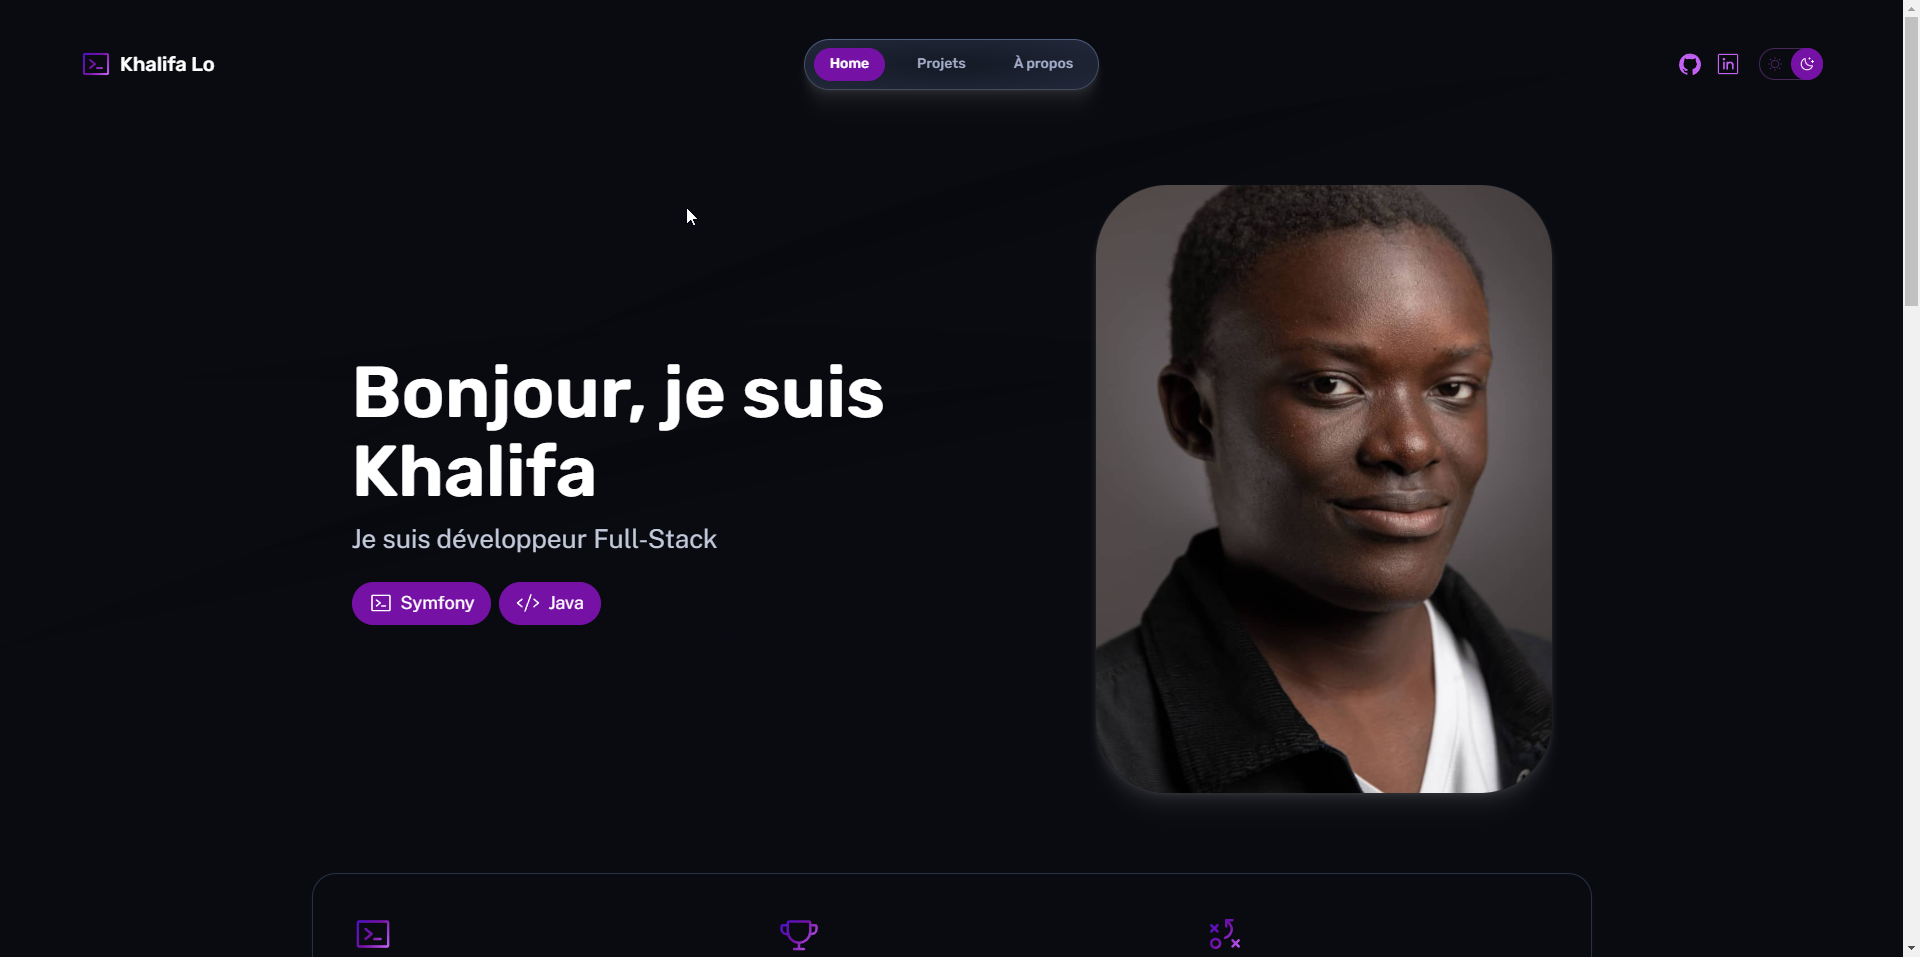 Khalifa Lo
Home
Projets
À propos
Bonjour, je suis
Khalifa
Je suis développeur Full-Stack
Symfony
Java